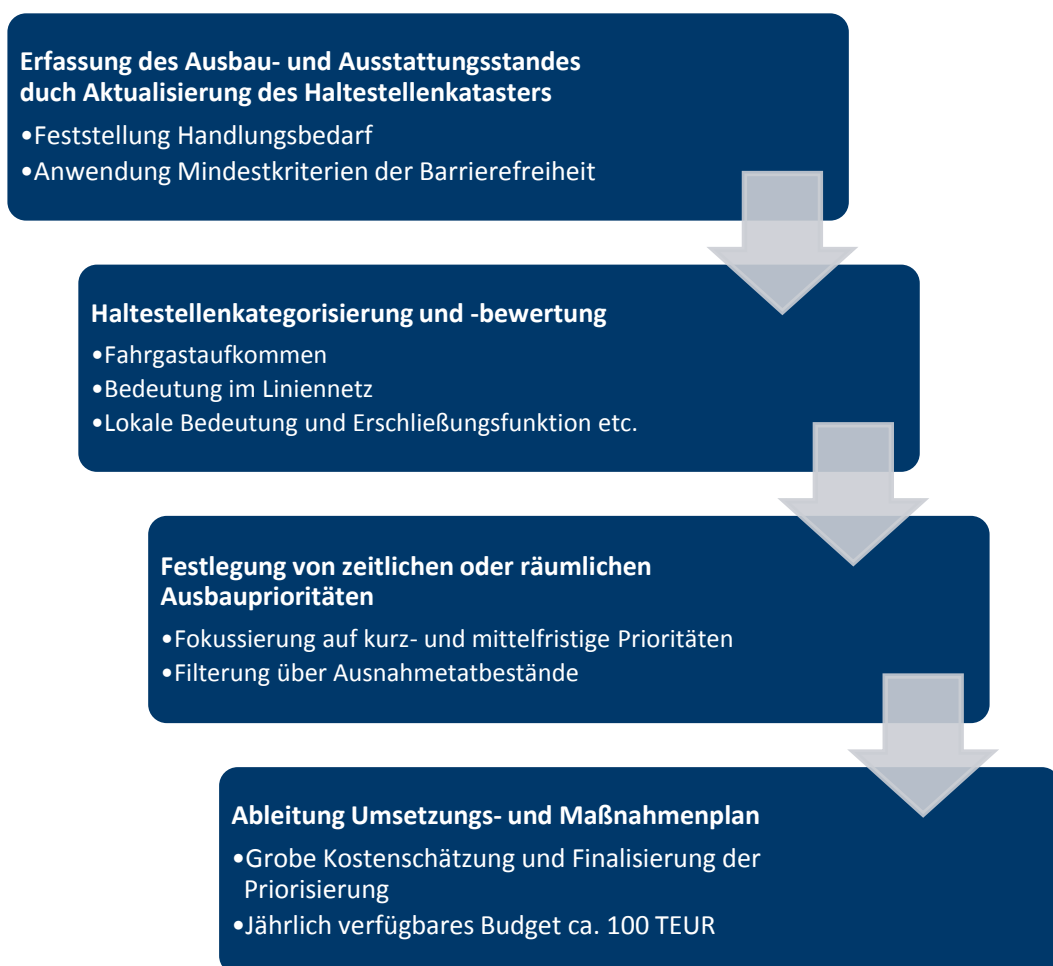 Erfassung des Ausbau- und Ausstattungsstandes
duch Aktualisierung des Haltestellenkatasters
•Feststellung Handlungsbedarf
•Anwendung Mindestkriterien der Barrierefreiheit
Haltestellenkategorisierung und -bewertung
•Fahrgastaufkommen
•Bedeutung im Liniennetz
•Lokale Bedeutung und Erschließungsfunktion etc.
Festlegung von zeitlichen oder räumlichen
Ausbauprioritäten
•Fokussierung auf kurz- und mittelfristige Prioritäten
•Filterung über Ausnahmetatbestände
Ableitung Umsetzungs- und Maßnahmenplan
•Grobe Kostenschätzung und Finalisierung der
Priorisierung
•Jährlich verfügbares Budget ca. 100 TEUR